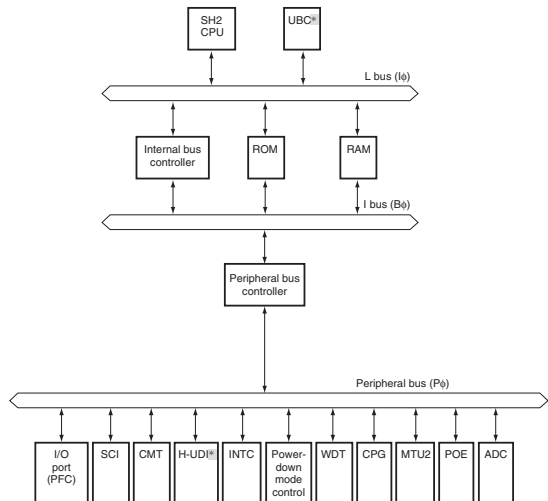 SH2
CPU
UBC*
L bus (Iϕ)
Internal bus
controller
ROM
RAM
I bus (Bϕ)
Peripheral bus
controller
Peripheral bus (Pϕ)
I/O
port
(PFC)
SCI
CMT
H-UDI*
INTC
Power-
down
mode
control
WDT
CPG
MTU2
POE
ADC